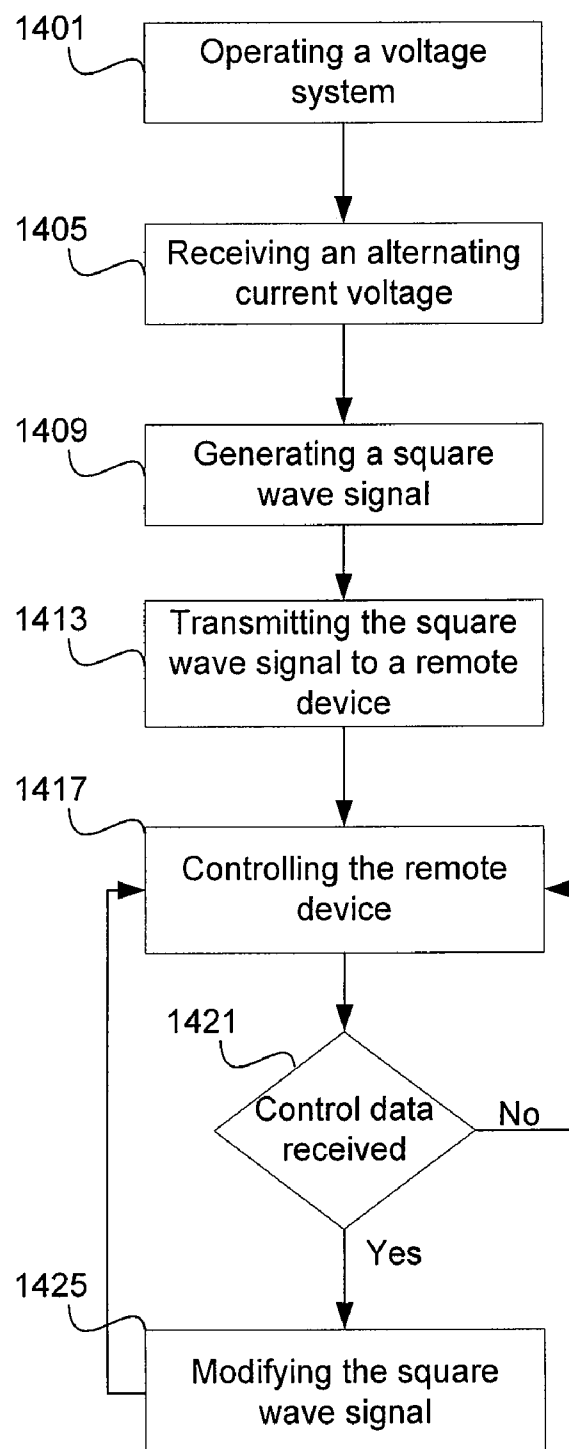 1401
Operating a voltage
system
1405
Receiving an alternating
current voltage
1409
Generating a square
wave signal
1413
Transmitting the square
wave signal to a remote
device
1417
Controlling the remote
device
1421
Control data
received
No
Yes
1425
Modifying the square
wave signal